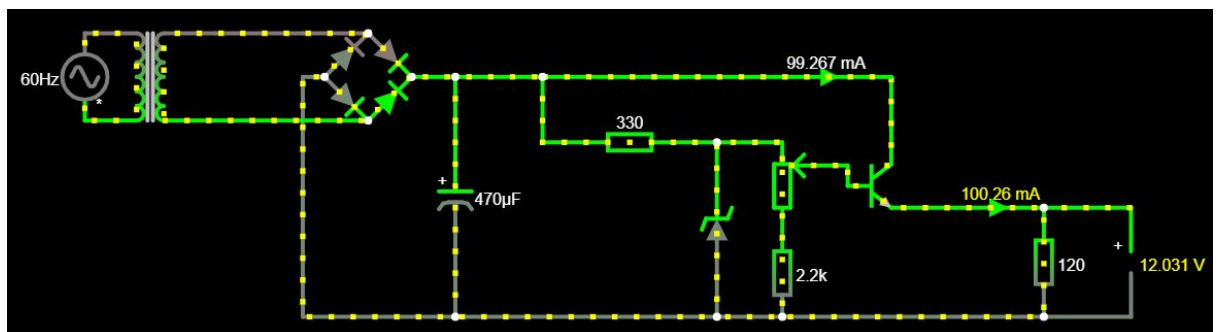 99.267 mA
60Hz
*
330
+
470µF
100.26 mA
+
2.2k
120
12.031 V